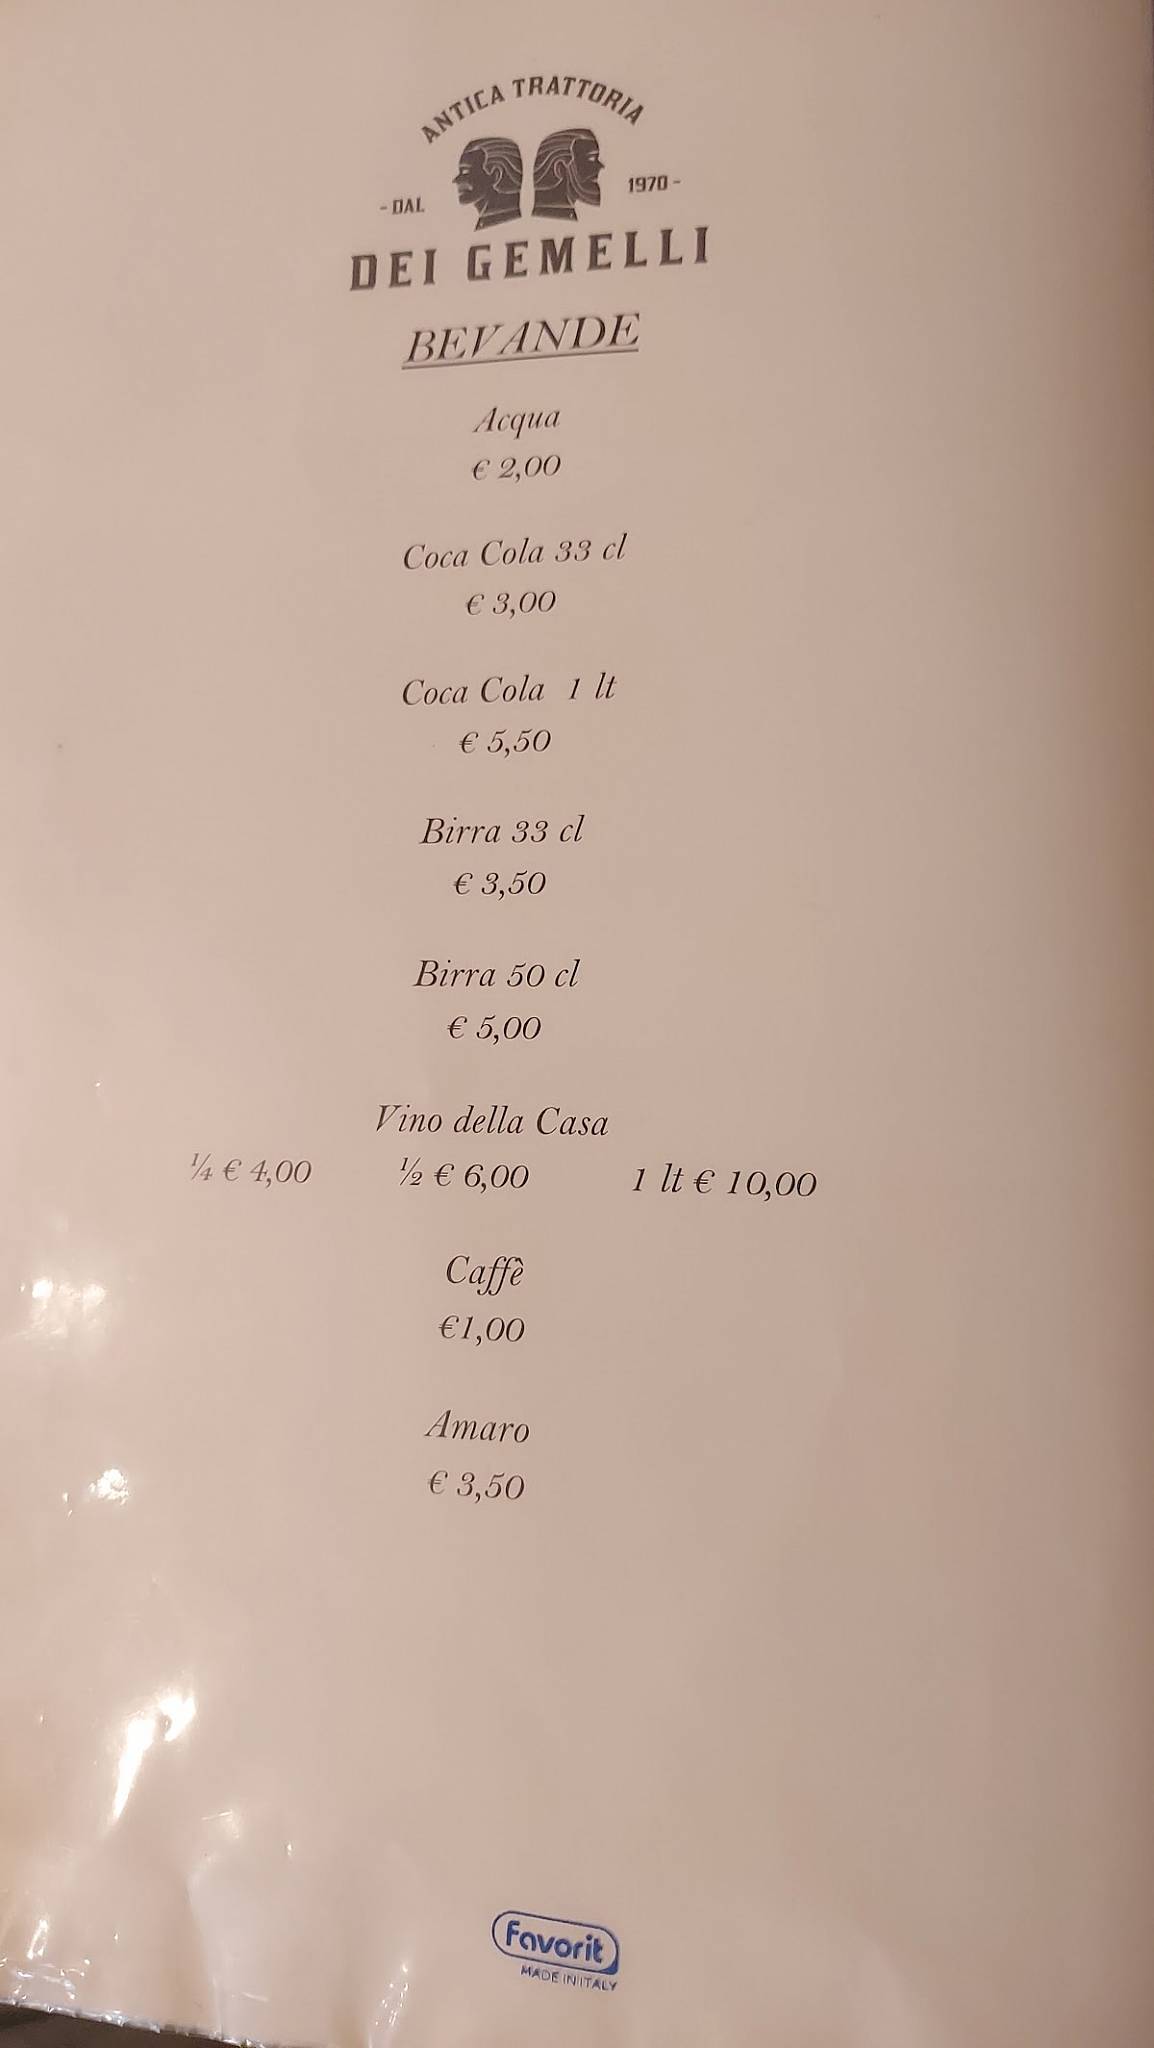 ANTICA TRATTORIA
- DAL 1970 -
DEI GEMELLI
BEVANDE
Acqua
€ 2,00
Coca Cola 33 cl
€ 3,00
Coca Cola 1 lt
€ 5,50
Birra 33 cl
€ 3,50
Birra 50 cl
€ 5,00
Vino della Casa
¼ € 4,00 ½ € 6,00 1 lt € 10,00
Caffè
€1,00
Amaro
€ 3,50
Favorit
MADE IN ITALY